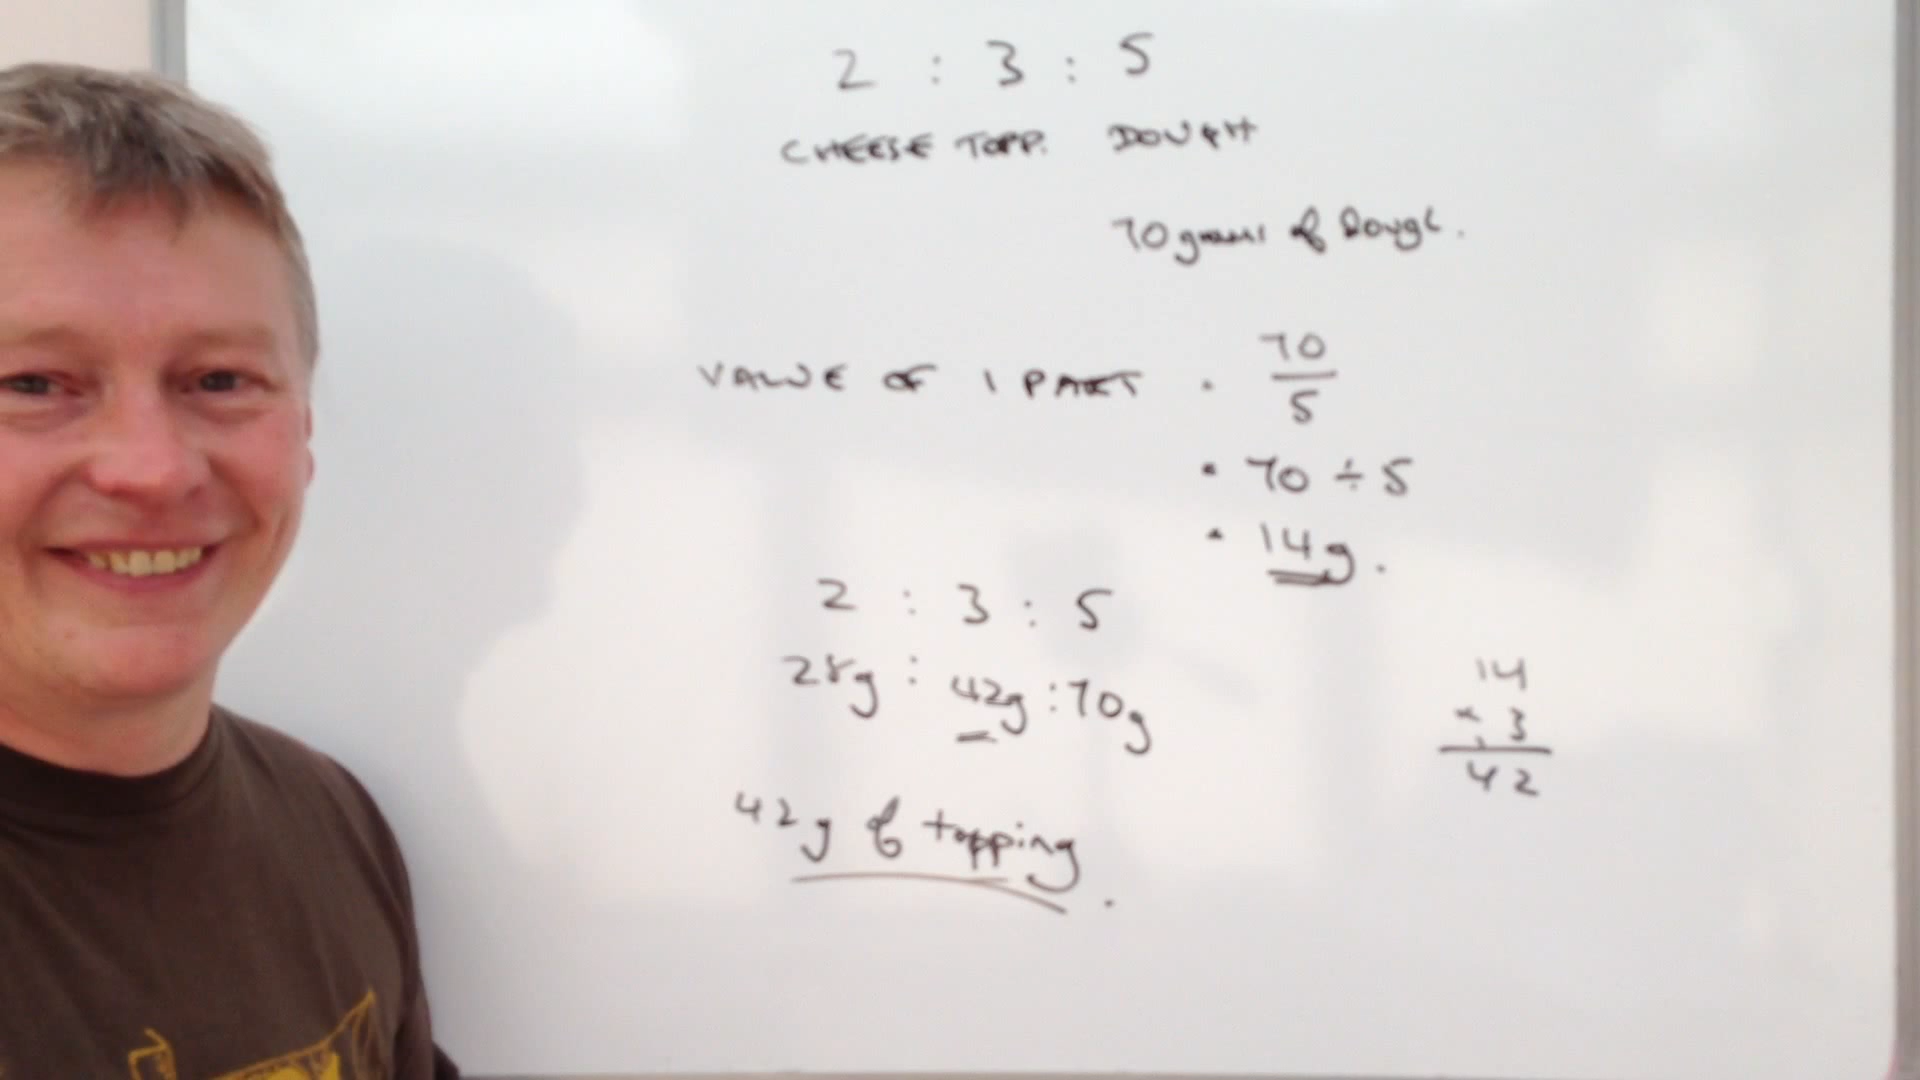 2 : 3 : 5
CHEESE TOPP. DOUGH
70 grams of Dough.
VALUE OF 1 PART • 70/5
• 70 ÷ 5
• 14g.
2 : 3 : 5
28g : 42g : 70g
14
× 3
42
42g of topping.